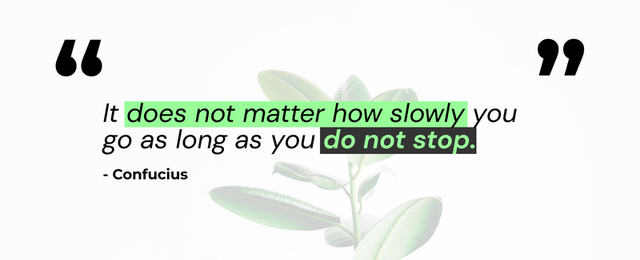 “ ”
It does not matter how slowly you
go as long as you do not stop.
- Confucius